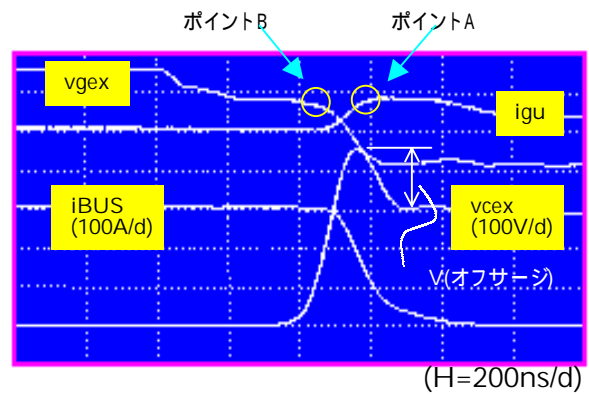 ポイントB
ポイントA
vgex
igu
iBUS
(100A/d)
vcex
(100V/d)
V(オフサージ)
(H=200ns/d)